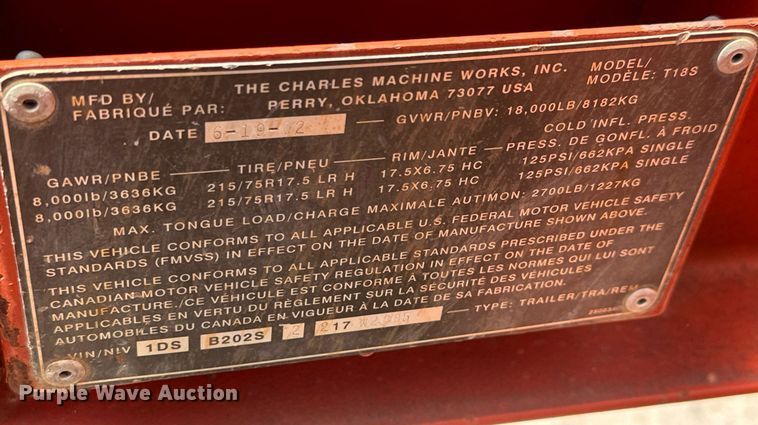 MFD BY/ THE CHARLES MACHINE WORKS, INC. MODEL/
FABRIQUÉ PAR: PERRY, OKLAHOMA 73077 USA MODÈLE: T18S
DATE 6-19-02 GVWR/PNBV: 18,000LB/8182KG
COLD INFL. PRESS.
GAWR/PNBE TIRE/PNEU RIM/JANTE PRESS. DE GONFL. À FROID
8,000lb/3636KG 215/75R17.5 LR H 17.5X6.75 HC 125PSI/662KPA SINGLE
8,000lb/3636KG 215/75R17.5 LR H 17.5X6.75 HC 125PSI/662KPA SINGLE
MAX. TONGUE LOAD/CHARGE MAXIMALE AUTIMON: 2700LB/1227KG
THIS VEHICLE CONFORMS TO ALL APPLICABLE U.S. FEDERAL MOTOR VEHICLE SAFETY
STANDARDS (FMVSS) IN EFFECT ON THE DATE OF MANUFACTURE SHOWN ABOVE.
THIS VEHICLE CONFORMS TO ALL APPLICABLE STANDARDS PRESCRIBED UNDER THE
CANADIAN MOTOR VEHICLE SAFETY REGULATION IN EFFECT ON THE DATE OF
MANUFACTURE./CE VÉHICULE EST CONFORME À TOUTES LES NORMES QUI LUI SONT
APPLICABLES EN VERTU DU RÈGLEMENT SUR LA SÉCURITÉ DES VÉHICULES
AUTOMOBILES DU CANADA EN VIGUEUR À LA DATE DE SA FABRICATION.
VIN/NLV 1DS B202S 2 217 TYPE: TRAILER/TRA/REM
Purple Wave Auction